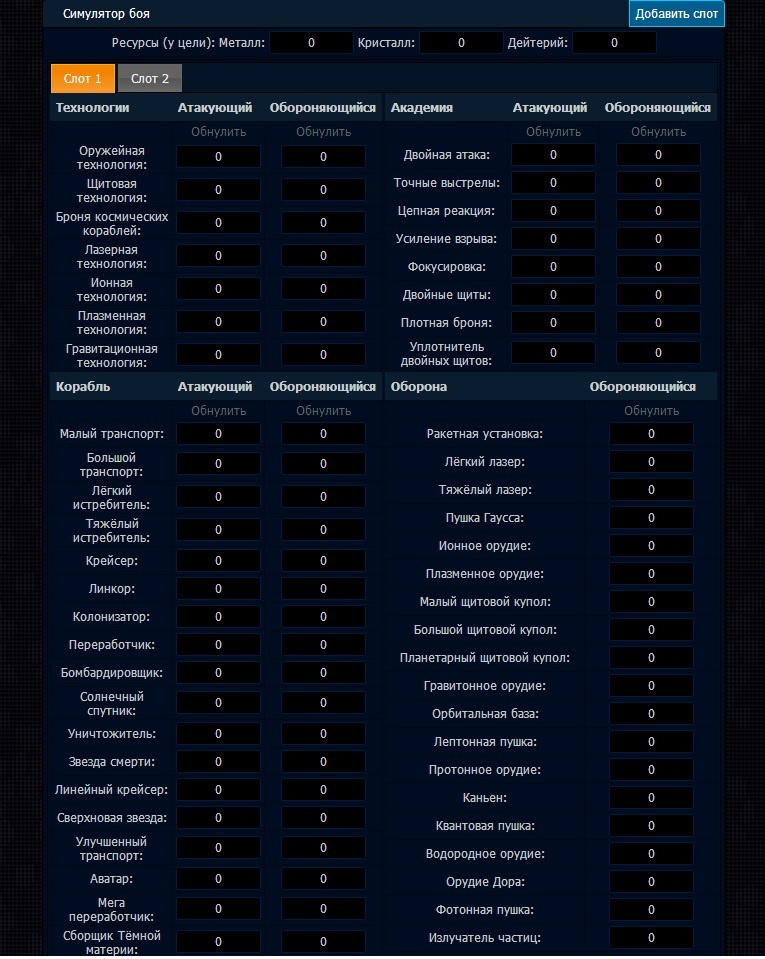 Симулятор боя Добавить слот
Ресурсы (у цели): Металл: 0 Кристалл: 0 Дейтерий: 0
Слот 1 Слот 2
Технологии Атакующий Обороняющийся
Обнулить Обнулить
Оружейная
технология: 0 0
Щитовая
технология: 0 0
Броня космических
кораблей: 0 0
Лазерная
технология: 0 0
Ионная
технология: 0 0
Плазменная
технология: 0 0
Гравитационная
технология: 0 0
Академия Атакующий Обороняющийся
Обнулить Обнулить
Двойная атака: 0 0
Точные выстрелы: 0 0
Цепная реакция: 0 0
Усиление взрыва: 0 0
Фокусировка: 0 0
Двойные щиты: 0 0
Плотная броня: 0 0
Уплотнитель
двойных щитов: 0 0
Корабль Атакующий Обороняющийся
Обнулить Обнулить
Малый транспорт: 0 0
Большой
транспорт: 0 0
Лёгкий
истребитель: 0 0
Тяжёлый
истребитель: 0 0
Крейсер: 0 0
Линкор: 0 0
Колонизатор: 0 0
Переработчик: 0 0
Бомбардировщик: 0 0
Солнечный
спутник: 0 0
Уничтожитель: 0 0
Звезда смерти: 0 0
Линейный крейсер: 0 0
Сверхновая звезда: 0 0
Улучшенный
транспорт: 0 0
Аватар: 0 0
Мега
переработчик: 0 0
Сборщик Тёмной
материи: 0 0
Оборона Обороняющийся
Обнулить
Ракетная установка: 0
Лёгкий лазер: 0
Тяжёлый лазер: 0
Пушка Гаусса: 0
Ионное орудие: 0
Плазменное орудие: 0
Малый щитовой купол: 0
Большой щитовой купол: 0
Планетарный щитовой купол: 0
Гравитонное орудие: 0
Орбитальная база: 0
Лептонная пушка: 0
Протонное орудие: 0
Каньен: 0
Квантовая пушка: 0
Водородное орудие: 0
Орудие Дора: 0
Фотонная пушка: 0
Излучатель частиц: 0